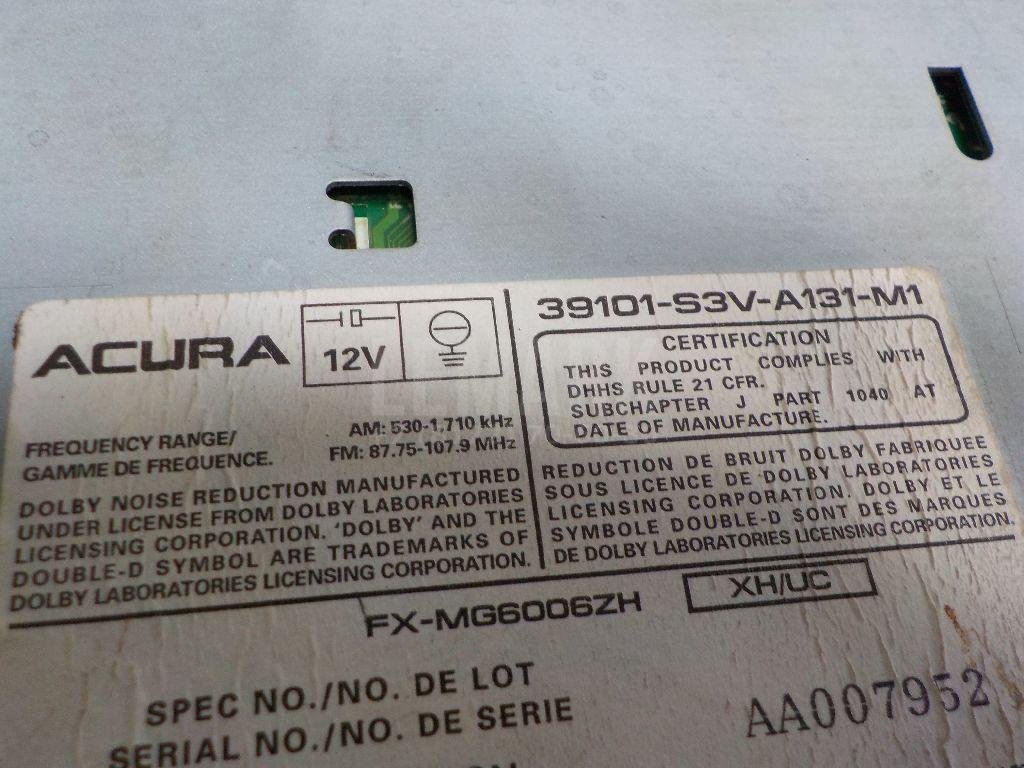 ACURA
12V
39101-S3V-A131-M1
CERTIFICATION
THIS PRODUCT COMPLIES WITH
DHHS RULE 21 CFR.
SUBCHAPTER J PART 1040 AT
DATE OF MANUFACTURE.
FREQUENCY RANGE/
GAMME DE FREQUENCE.
AM: 530-1,710 kHz
FM: 87.75-107.9 MHz
DOLBY NOISE REDUCTION MANUFACTURED
UNDER LICENSE FROM DOLBY LABORATORIES
LICENSING CORPORATION. 'DOLBY' AND THE
DOUBLE-D SYMBOL ARE TRADEMARKS OF
DOLBY LABORATORIES LICENSING CORPORATION.
REDUCTION DE BRUIT DOLBY FABRIQUEE
SOUS LICENCE DE DOLBY LABORATORIES
LICENSING CORPORATION. DOLBY ET LE
SYMBOLE DOUBLE-D SONT DES MARQUES
DE DOLBY LABORATORIES LICENSING CORPORATION.
FX-MG6006ZH
XH/UC
SPEC NO./NO. DE LOT
SERIAL NO./NO. DE SERIE
AA007952